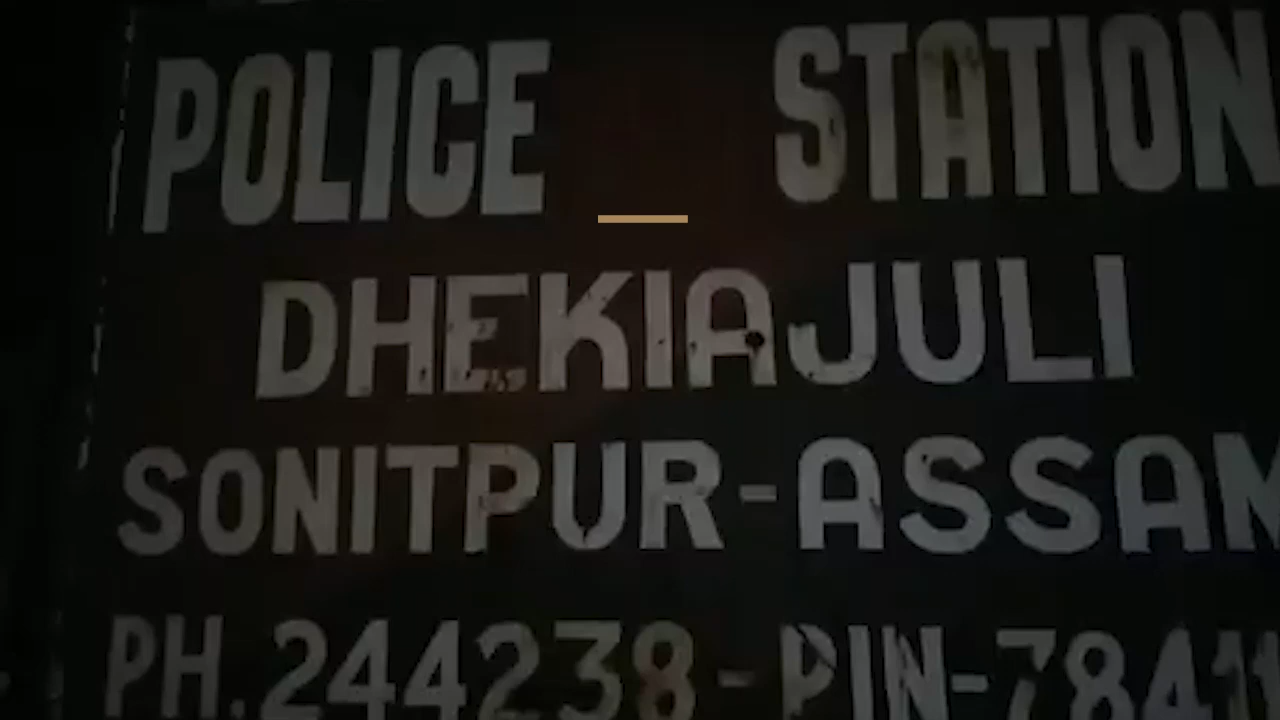 POLICE STATION
DHEKIAJULI
SONITPUR-ASSAM
PH.244238-PIN-7841